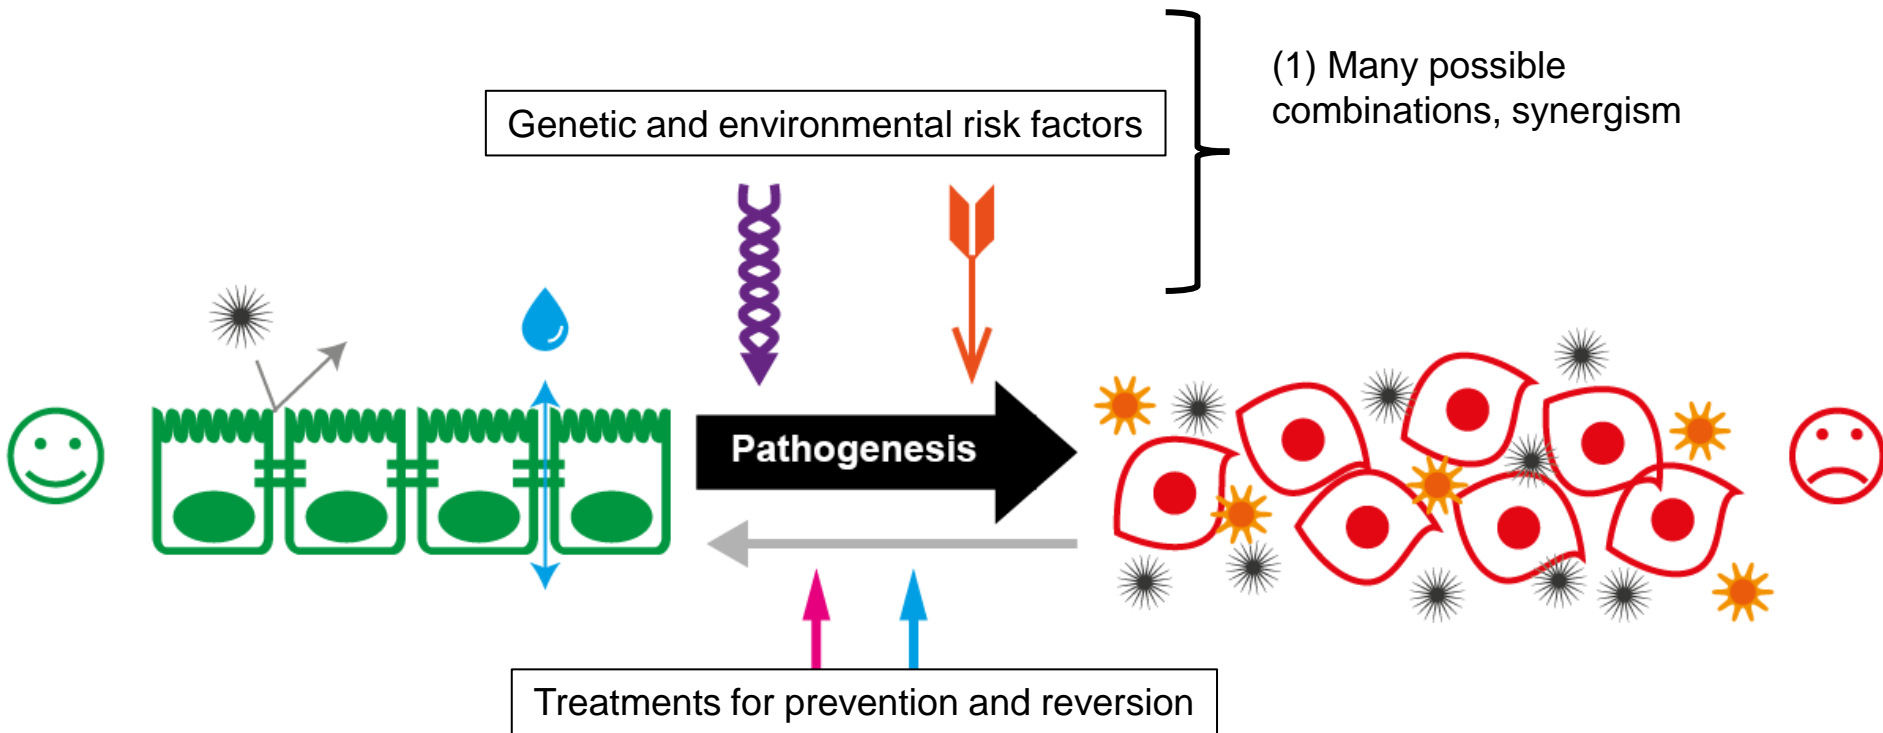 (1) Many possible
combinations, synergism
Genetic and environmental risk factors
Pathogenesis
Treatments for prevention and reversion